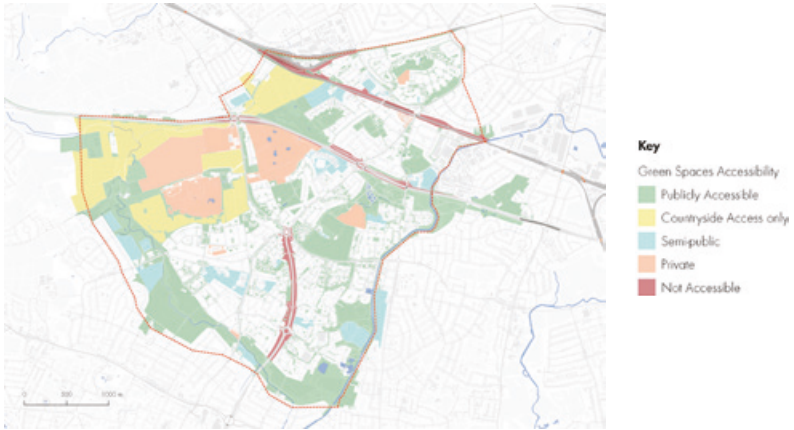 Key
Green Spaces Accessibility
Publicly Accessible
Countryside Access only
Semi-public
Private
Not Accessible
0 500 1000 m